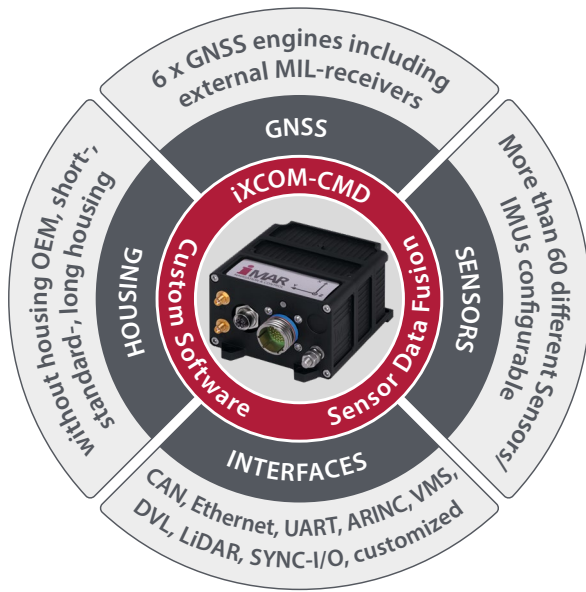 6 x GNSS engines including
external MIL-receivers
GNSS
More than 60 different Sensors/
IMUs configurable
SENSORS
CAN, Ethernet, UART, ARINC, VMS,
DVL, LiDAR, SYNC-I/O, customized
INTERFACES
without housing OEM, short-,
standard-, long housing
HOUSING
iXCOM-CMD
Sensor Data Fusion
Custom Software
iMAR